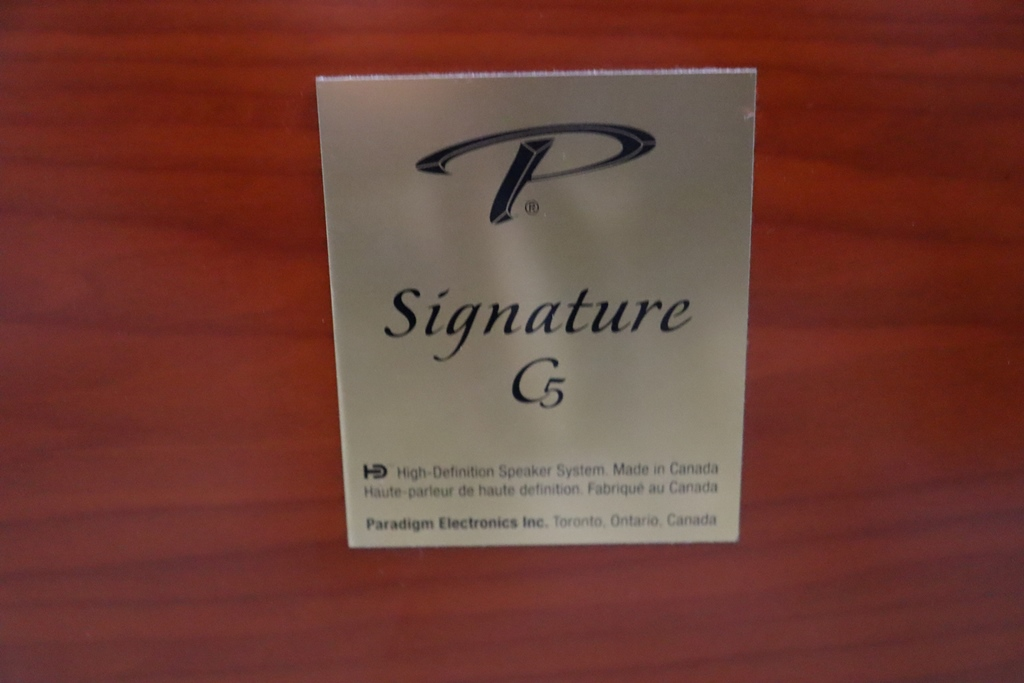 P®
Signature
C5
HD High-Definition Speaker System. Made in Canada
Haute-parleur de haute definition. Fabriqué au Canada
Paradigm Electronics Inc. Toronto, Ontario, Canada